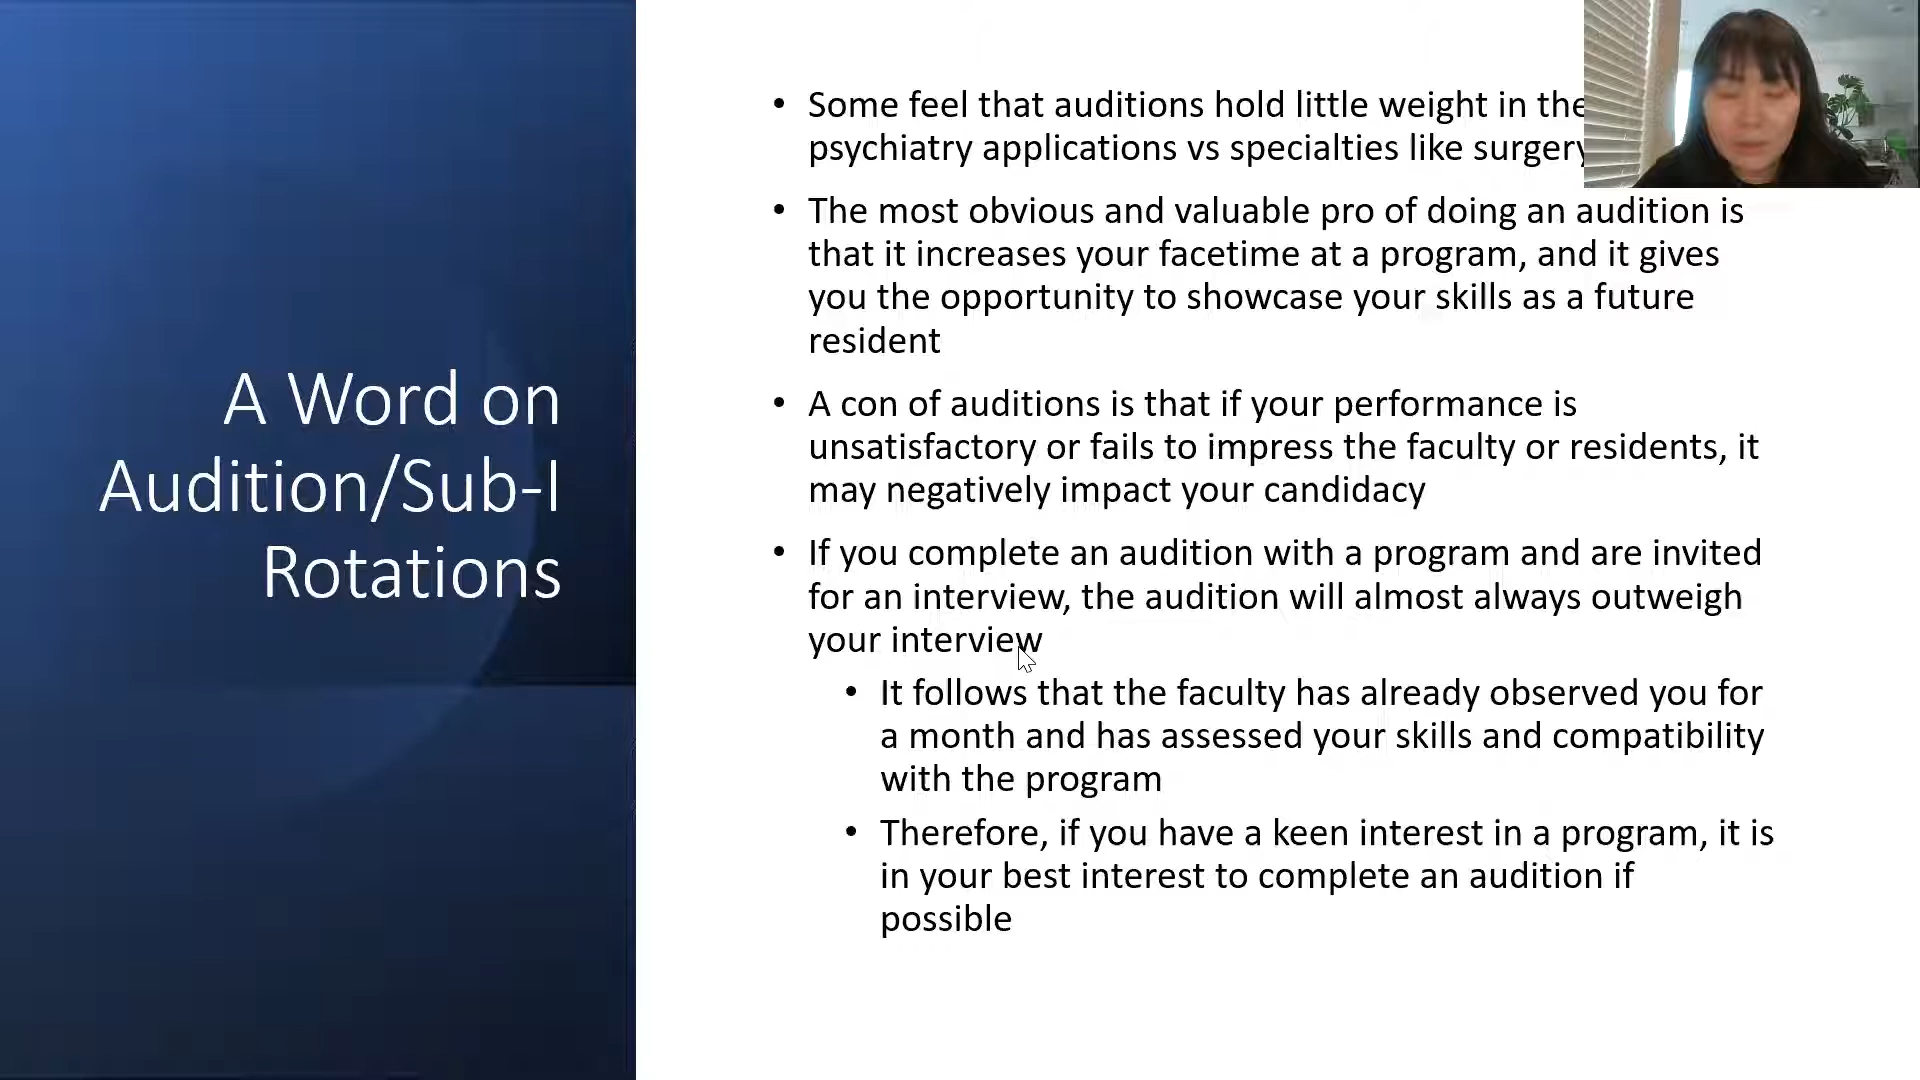 A Word on
Audition/Sub-I
Rotations
• Some feel that auditions hold little weight in the
psychiatry applications vs specialties like surgery
• The most obvious and valuable pro of doing an audition is
that it increases your facetime at a program, and it gives
you the opportunity to showcase your skills as a future
resident
• A con of auditions is that if your performance is
unsatisfactory or fails to impress the faculty or residents, it
may negatively impact your candidacy
• If you complete an audition with a program and are invited
for an interview, the audition will almost always outweigh
your interview
• It follows that the faculty has already observed you for
a month and has assessed your skills and compatibility
with the program
• Therefore, if you have a keen interest in a program, it is
in your best interest to complete an audition if
possible